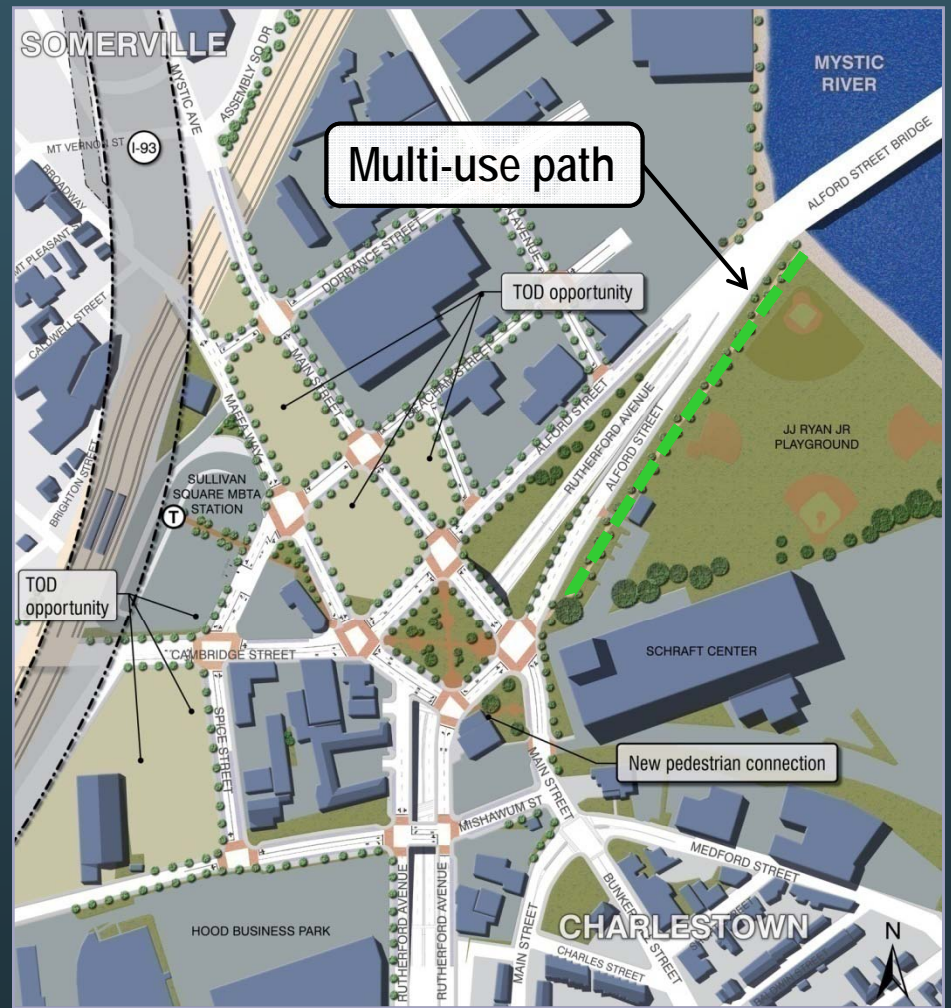 SOMERVILLE
MYSTIC AVE
ASSEMBLY SQ DR
MYSTIC
RIVER
MT VERNON ST
I-93
BROADWAY
Multi-use path
ALFORD STREET BRIDGE
MT PLEASANT
DORRANCE STREET
N AVENUE
TOD opportunity
CALDWELL STREET
MAIN STREET
BEACHAM STREET
MAFFA WAY
ALFORD STREET
RUTHERFORD AVENUE
ALFORD STREET
JJ RYAN JR
PLAYGROUND
BRIGHTON STREET
SULLIVAN
SQUARE MBTA
STATION
T
TOD
opportunity
CAMBRIDGE STREET
SCHRAFT CENTER
SPICE STREET
New pedestrian connection
MAIN STREET
MISHAWUM ST
MEDFORD STREET
HOOD BUSINESS PARK
RUTHERFORD AVENUE
RUTHERFORD AVENUE
MAIN STREET
BUNKER HILL STREET
CHARLESTOWN
CHARLES STREET
N